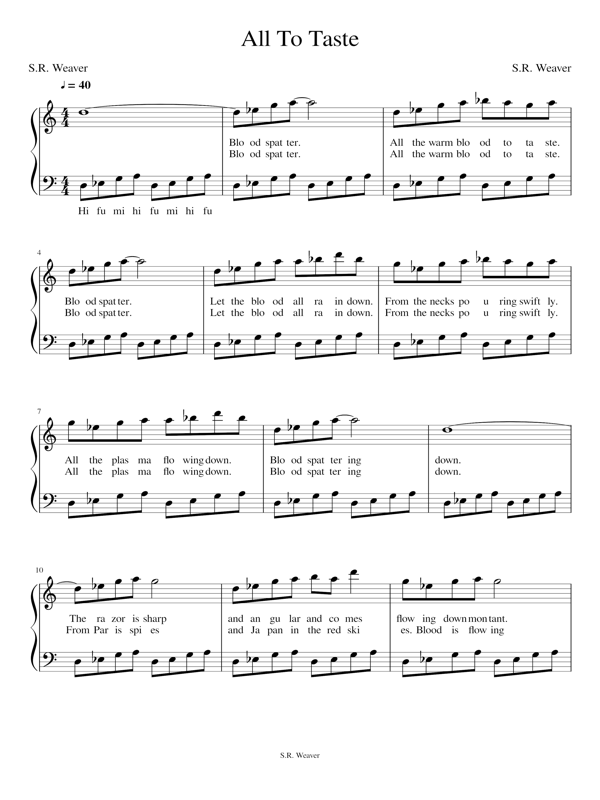 All To Taste
S.R. Weaver S.R. Weaver
♩ = 40
Blo od spat ter. All the warm blo od to ta ste.
Blo od spat ter. All the warm blo od to ta ste.
Hi fu mi hi fu mi hi fu
4
Blo od spat ter. Let the blo od all ra in down. From the necks po u ring swift ly.
Blo od spat ter. Let the blo od all ra in down. From the necks po u ring swift ly.
7
All the plas ma flo wing down. Blo od spat ter ing down.
All the plas ma flo wing down. Blo od spat ter ing down.
10
The ra zor is sharp and an gu lar and co mes flow ing down mon tant.
From Par is spi es and Ja pan in the red ski es. Blood is flow ing
S.R. Weaver